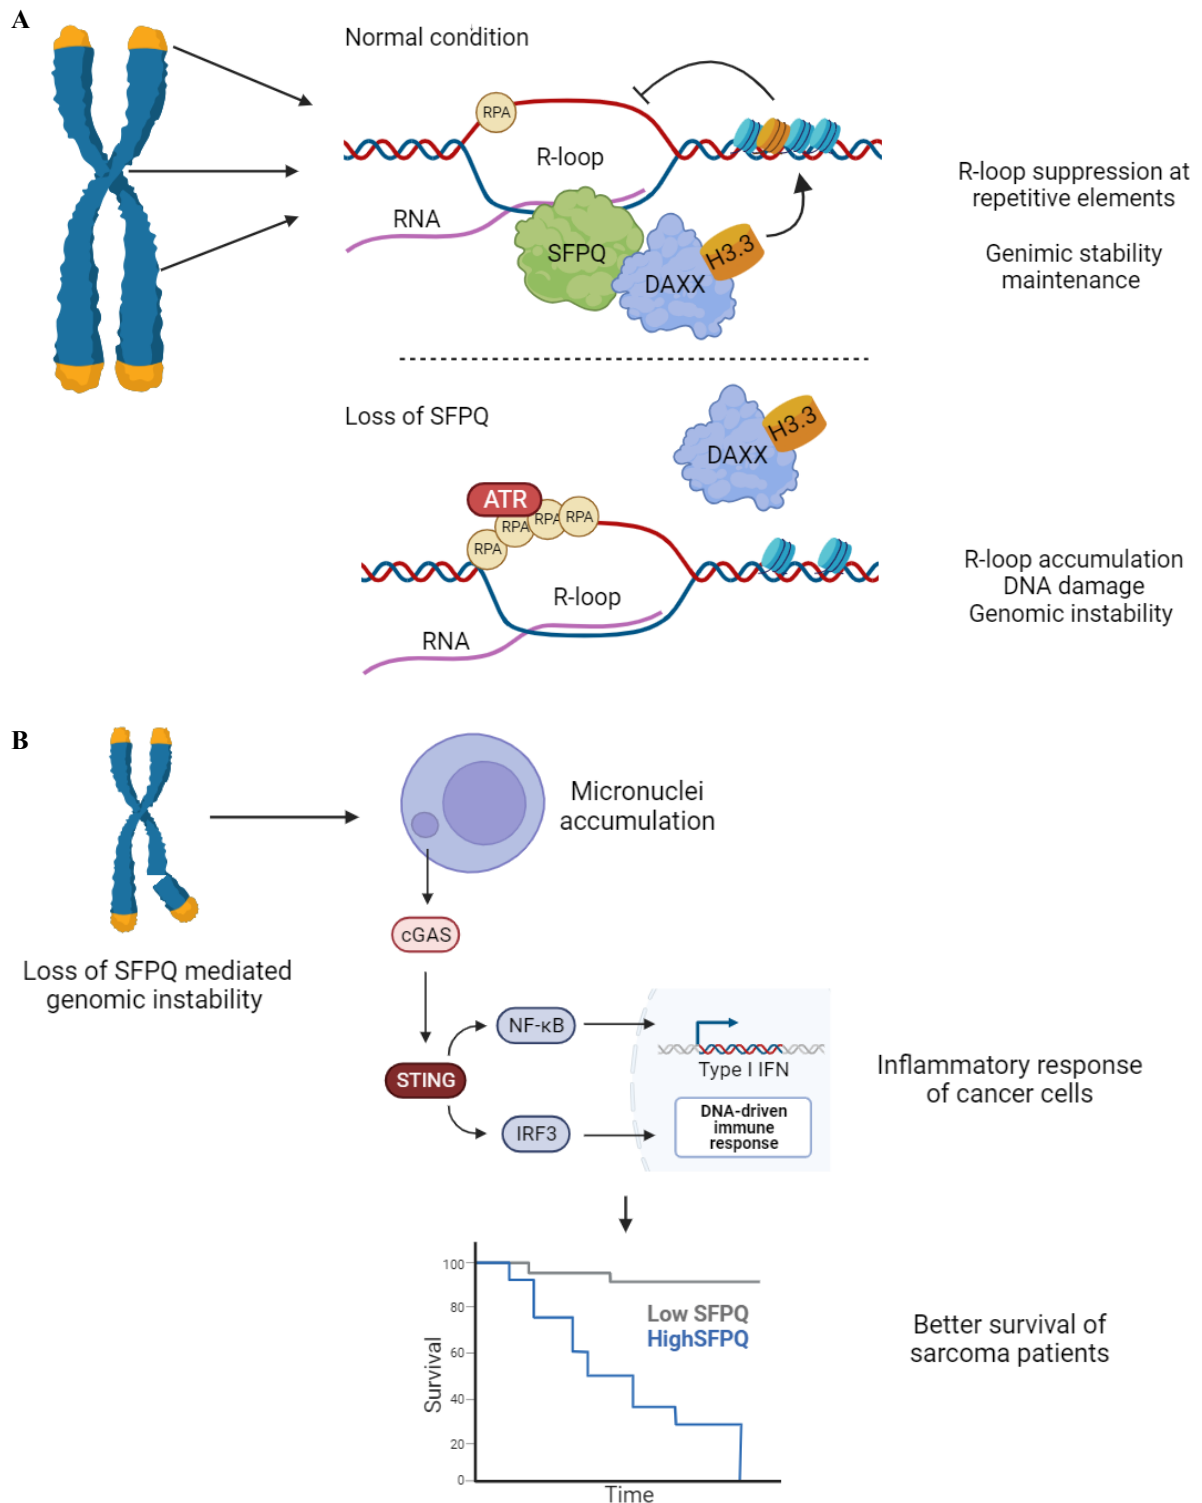 A
Normal condition
RPA
R-loop
RNA
SFPQ
DAXX
H3.3
R-loop suppression at
repetitive elements
Genimic stability
maintenance
Loss of SFPQ
DAXX
H3.3
ATR
RPA
RPA
RPA
RPA
R-loop
RNA
R-loop accumulation
DNA damage
Genomic instability
B
Micronuclei
accumulation
Loss of SFPQ mediated
genomic instability
cGAS
STING
NF-κB
IRF3
Type I IFN
DNA-driven
immune
response
Inflammatory response
of cancer cells
100
80
60
40
20
0
Survival
Time
Low SFPQ
HighSFPQ
Better survival of
sarcoma patients